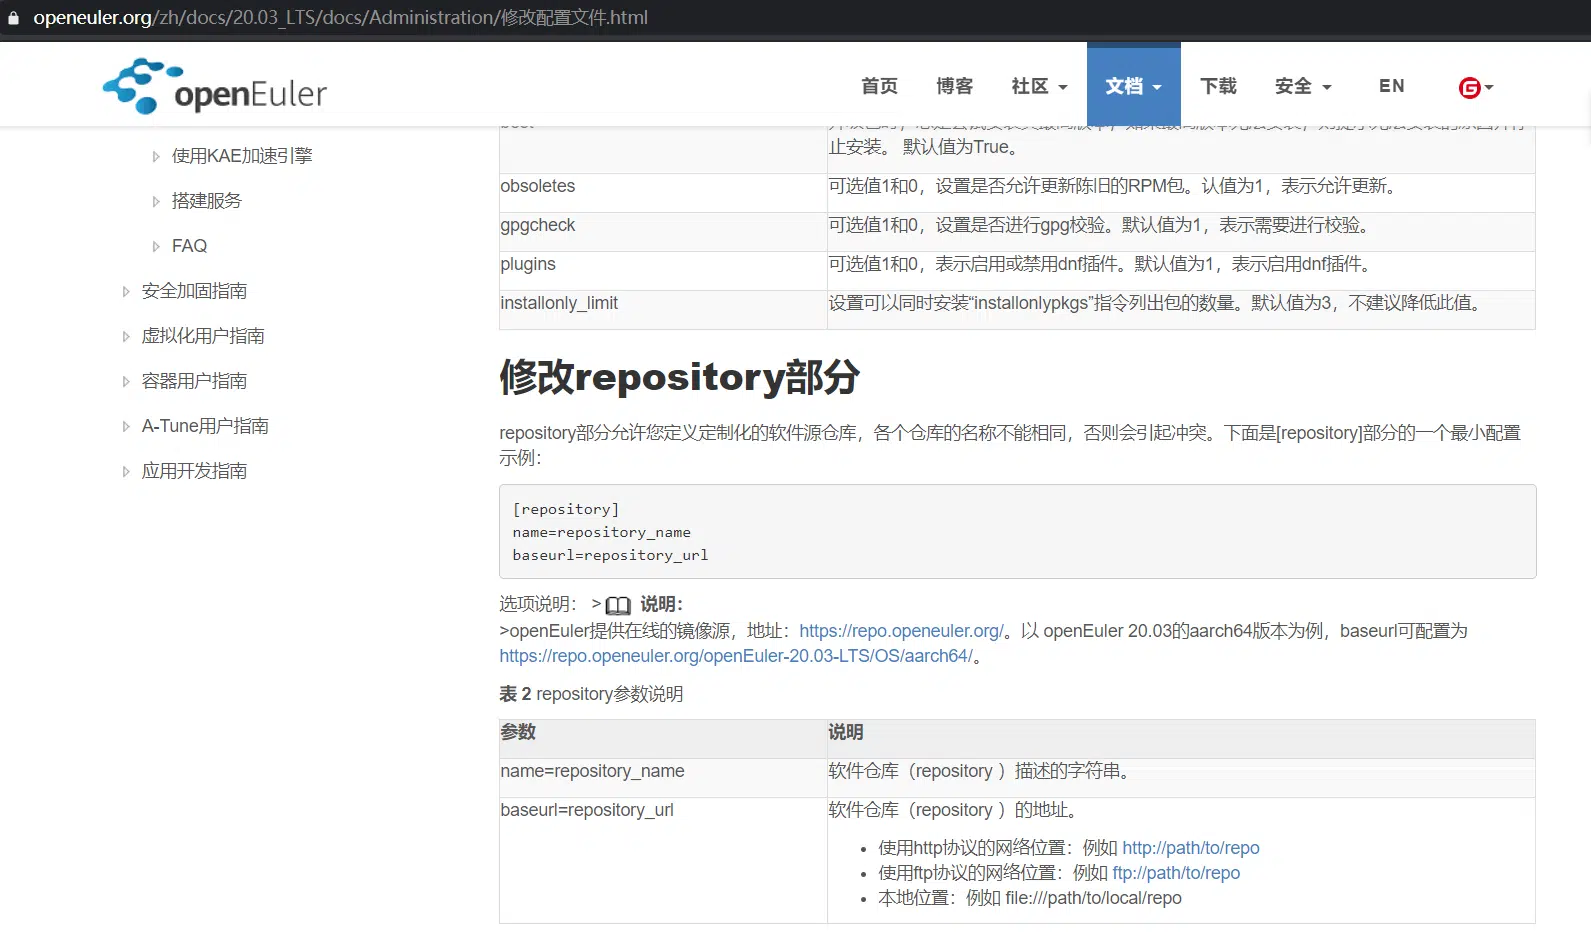 openeuler.org/zh/docs/20.03_LTS/docs/Administration/修改配置文件.html
openEuler
首页 博客 社区 文档 下载 安全 EN
使用KAE加速引擎
搭建服务
FAQ
安全加固指南
虚拟化用户指南
容器用户指南
A-Tune用户指南
应用开发指南
止安装。 默认值为True。
obsoletes 可选值1和0，设置是否允许更新陈旧的RPM包。认值为1，表示允许更新。
gpgcheck 可选值1和0，设置是否进行gpg校验。默认值为1，表示需要进行校验。
plugins 可选值1和0，表示启用或禁用dnf插件。默认值为1，表示启用dnf插件。
installonly_limit 设置可以同时安装“installonlypkgs”指令列出包的数量。默认值为3，不建议降低此值。
修改repository部分
repository部分允许您定义定制化的软件源仓库，各个仓库的名称不能相同，否则会引起冲突。下面是[repository]部分的一个最小配置
示例：
[repository]
name=repository_name
baseurl=repository_url
选项说明： > 说明：
>openEuler提供在线的镜像源，地址：https://repo.openeuler.org/。以 openEuler 20.03的aarch64版本为例，baseurl可配置为
https://repo.openeuler.org/openEuler-20.03-LTS/OS/aarch64/。
表 2 repository参数说明
参数 说明
name=repository_name 软件仓库（repository ）描述的字符串。
baseurl=repository_url 软件仓库（repository ）的地址。
• 使用http协议的网络位置：例如 http://path/to/repo
• 使用ftp协议的网络位置：例如 ftp://path/to/repo
• 本地位置：例如 file:///path/to/local/repo